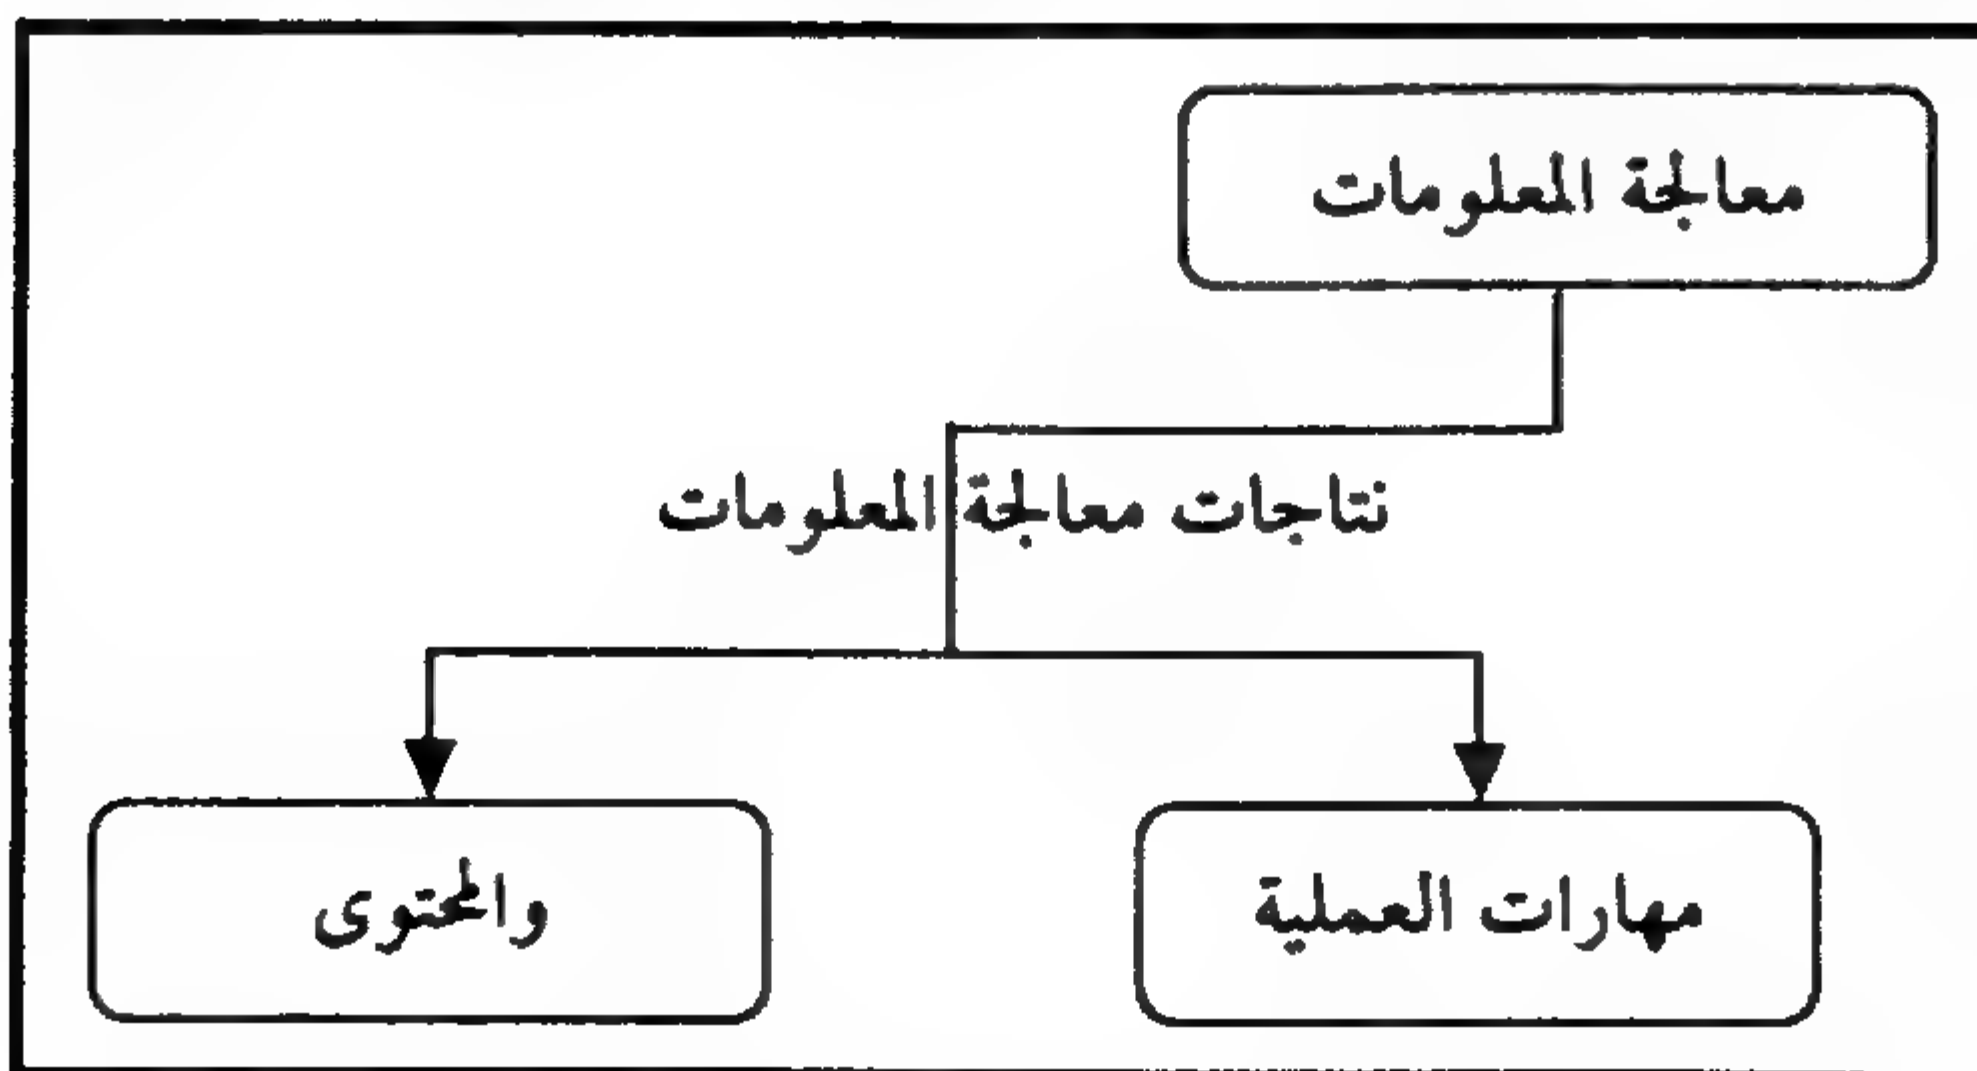 معالجة المعلومات
نتاجات معالجة المعلومات
مهارات العملية
والمحتوى